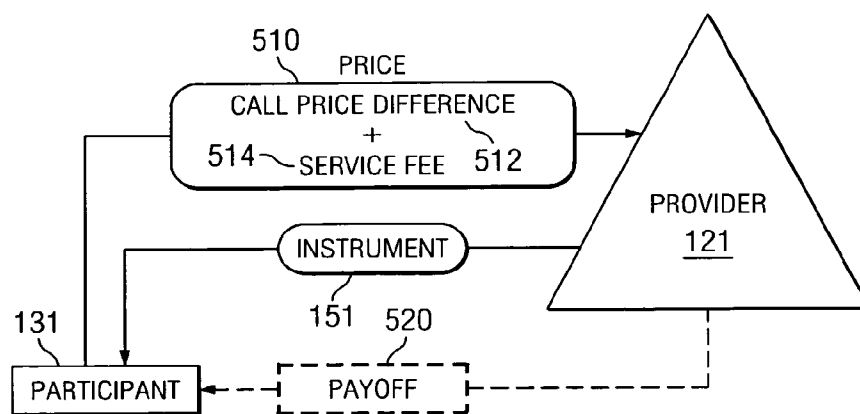 510
PRICE
CALL PRICE DIFFERENCE
+
514 SERVICE FEE 512
PROVIDER
121
INSTRUMENT
151
131
520
PARTICIPANT
PAYOFF